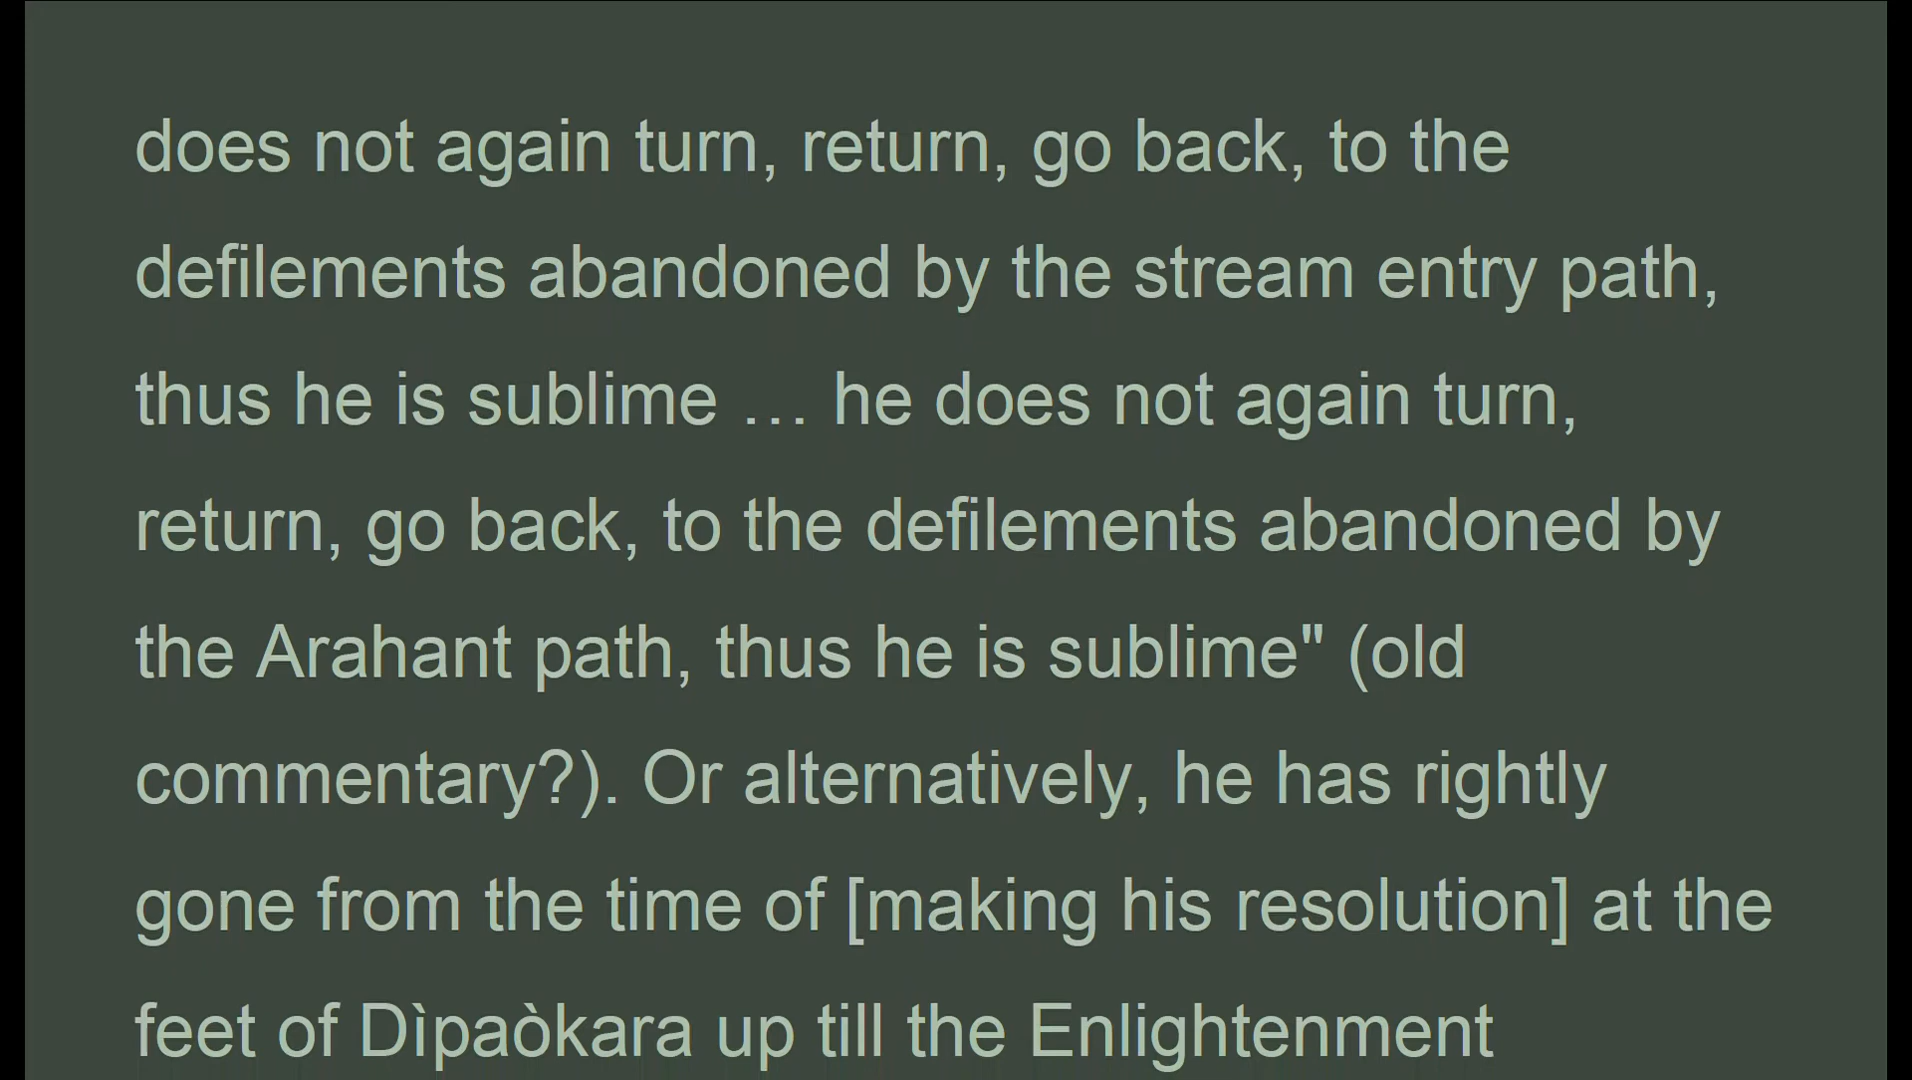 does not again turn, return, go back, to the
defilements abandoned by the stream entry path,
thus he is sublime … he does not again turn,
return, go back, to the defilements abandoned by
the Arahant path, thus he is sublime" (old
commentary?). Or alternatively, he has rightly
gone from the time of [making his resolution] at the
feet of Dìpaòkara up till the Enlightenment